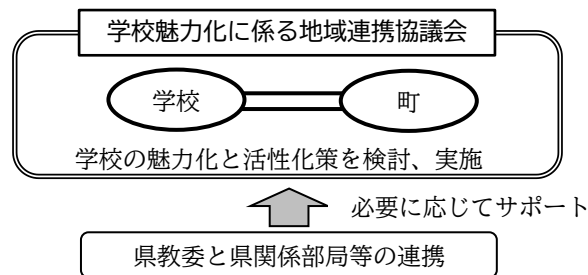 学校魅力化に係る地域連携協議会
学校
町
学校の魅力化と活性化策を検討、実施
必要に応じてサポート
県教委と県関係部局等の連携